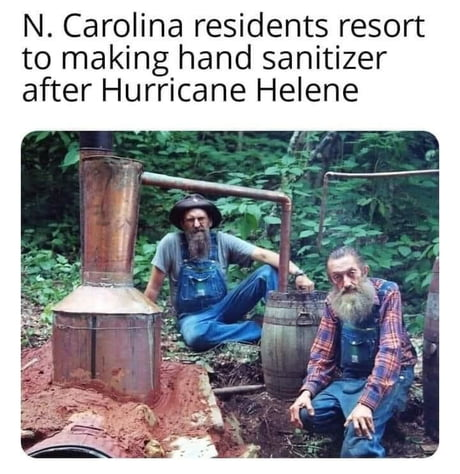 N. Carolina residents resort
to making hand sanitizer
after Hurricane Helene